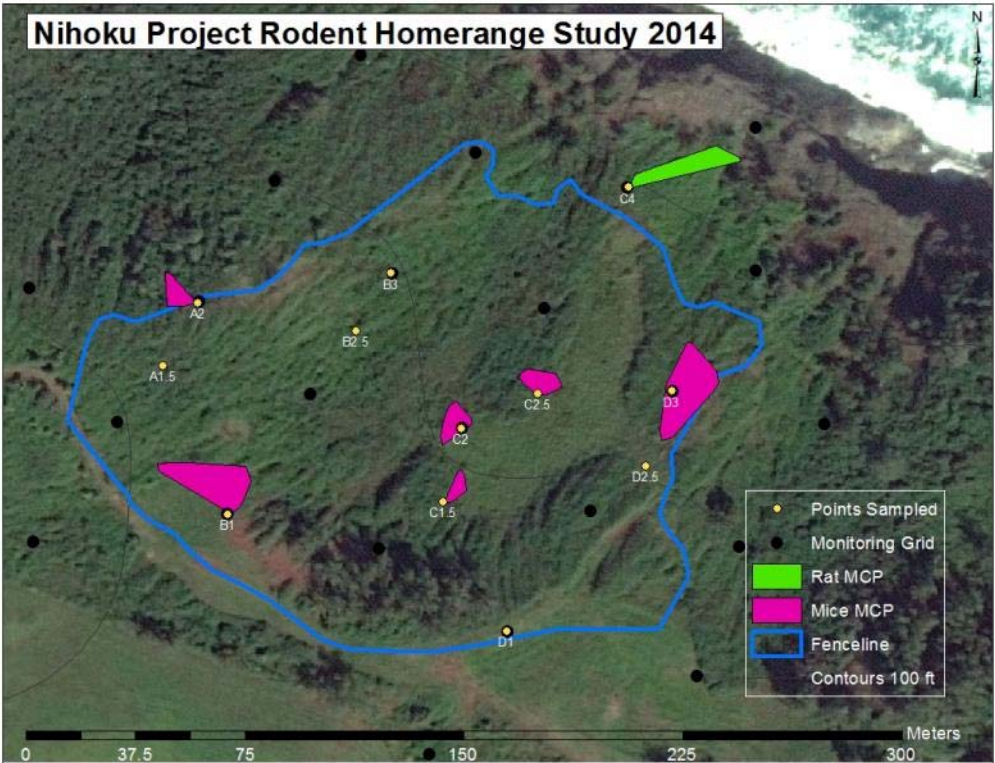 Nihoku Project Rodent Homerange Study 2014
N
C4
B3
A2
B2.5
A1.5
C2.5
D3
C2
D2.5
C1.5
B1
D1
Points Sampled
Monitoring Grid
Rat MCP
Mice MCP
Fenceline
Contours 100 ft
Meters
0 37.5 75 150 225 300